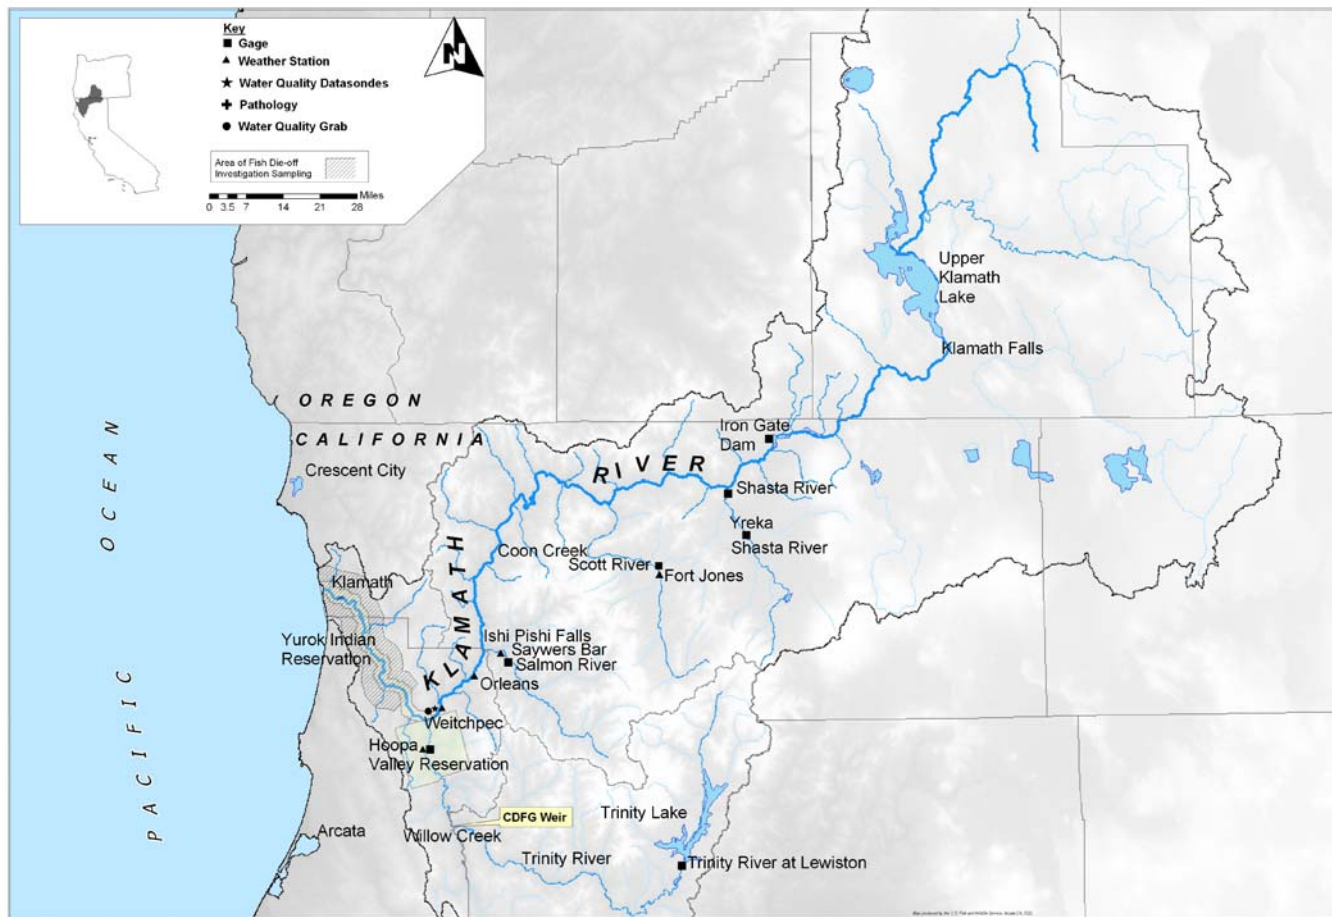 Key
Gage
Weather Station
Water Quality Datasondes
Pathology
Water Quality Grab
N
Area of Fish Die-off
Investigation Sampling
Miles
0 3.5 7 14 21 28
Upper
Klamath
Lake
Klamath Falls
OREGON
CALIFORNIA
Crescent City
Iron Gate
Dam
KLAMATH RIVER
Shasta River
Yreka
Shasta River
Coon Creek
Scott River
Fort Jones
Klamath
Yurok Indian
Reservation
Ishi Pishi Falls
Saywers Bar
Salmon River
Orleans
Weitchpec
Hoopa
Valley Reservation
CDFG Weir
Willow Creek
Trinity Lake
Trinity River
Trinity River at Lewiston
Arcata
PACIFIC OCEAN